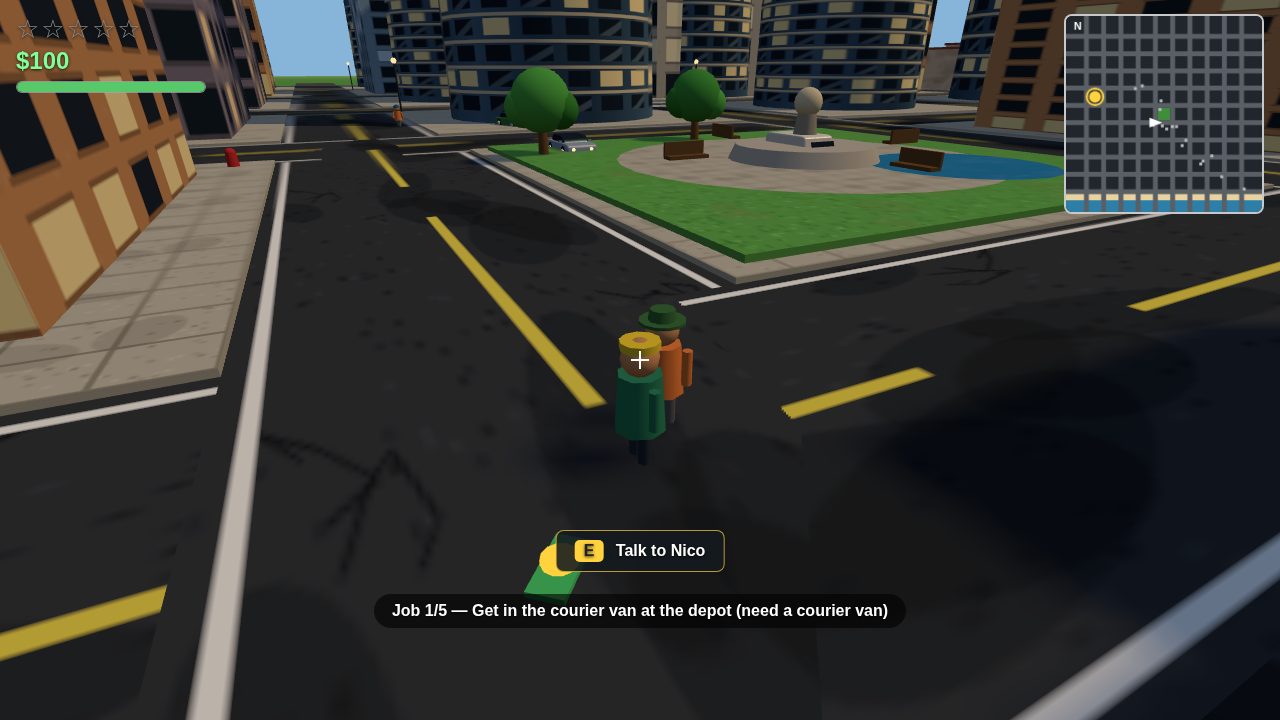 $100
N
E Talk to Nico
Job 1/5 — Get in the courier van at the depot (need a courier van)